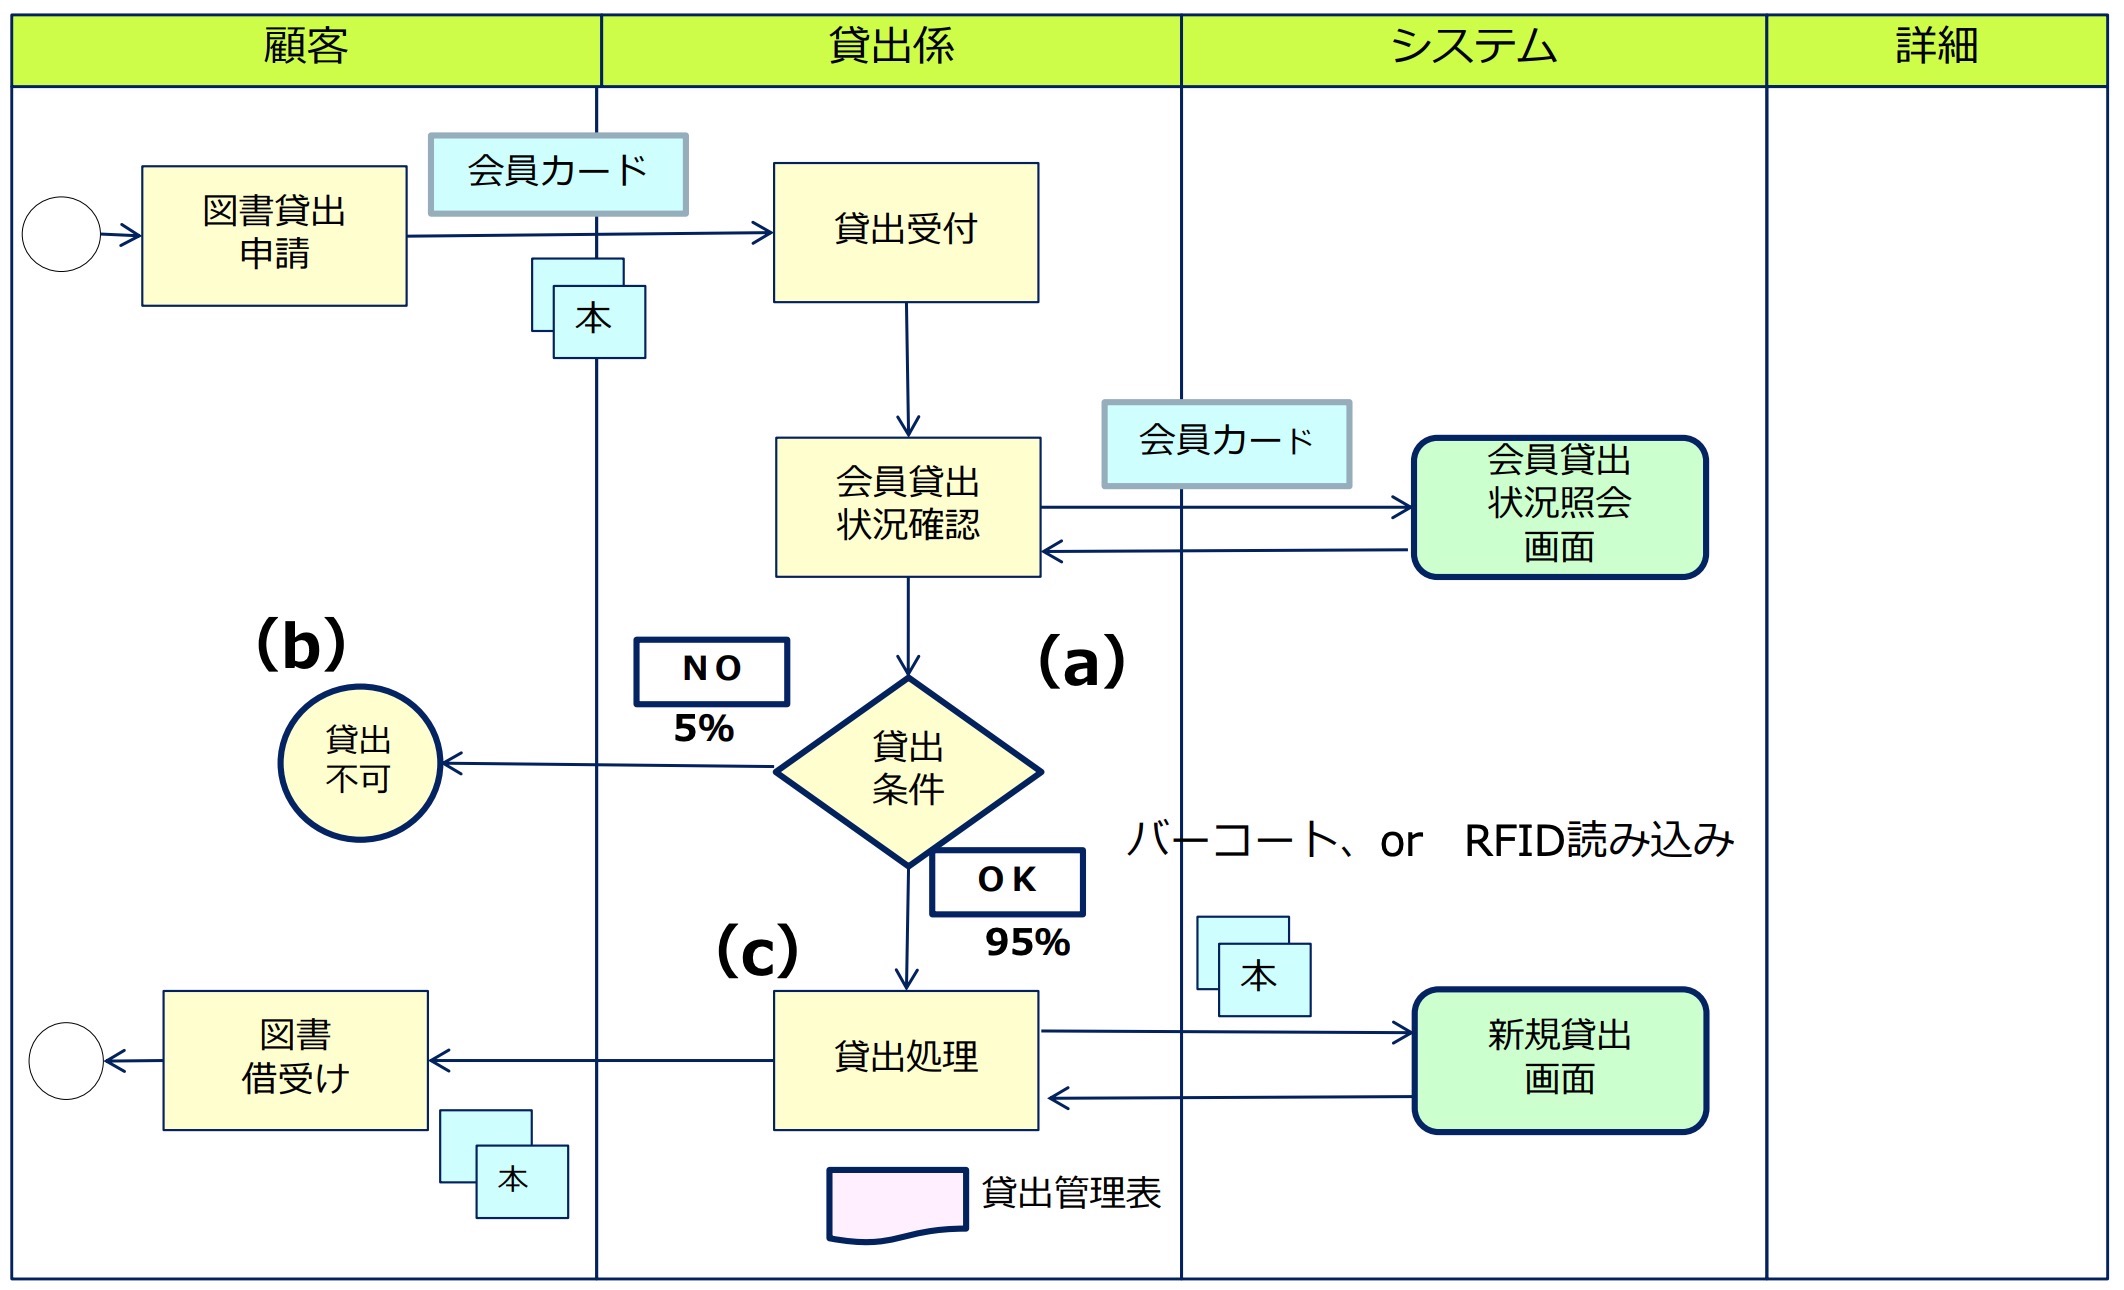 顧客
貸出係
システム
詳細
会員カード
図書貸出
申請
貸出受付
本
会員カード
会員貸出
状況確認
会員貸出
状況照会
画面
(b)
NO
5%
(a)
貸出
不可
貸出
条件
バーコート、or　RFID読み込み
OK
95%
(c)
本
図書
借受け
貸出処理
新規貸出
画面
本
貸出管理表